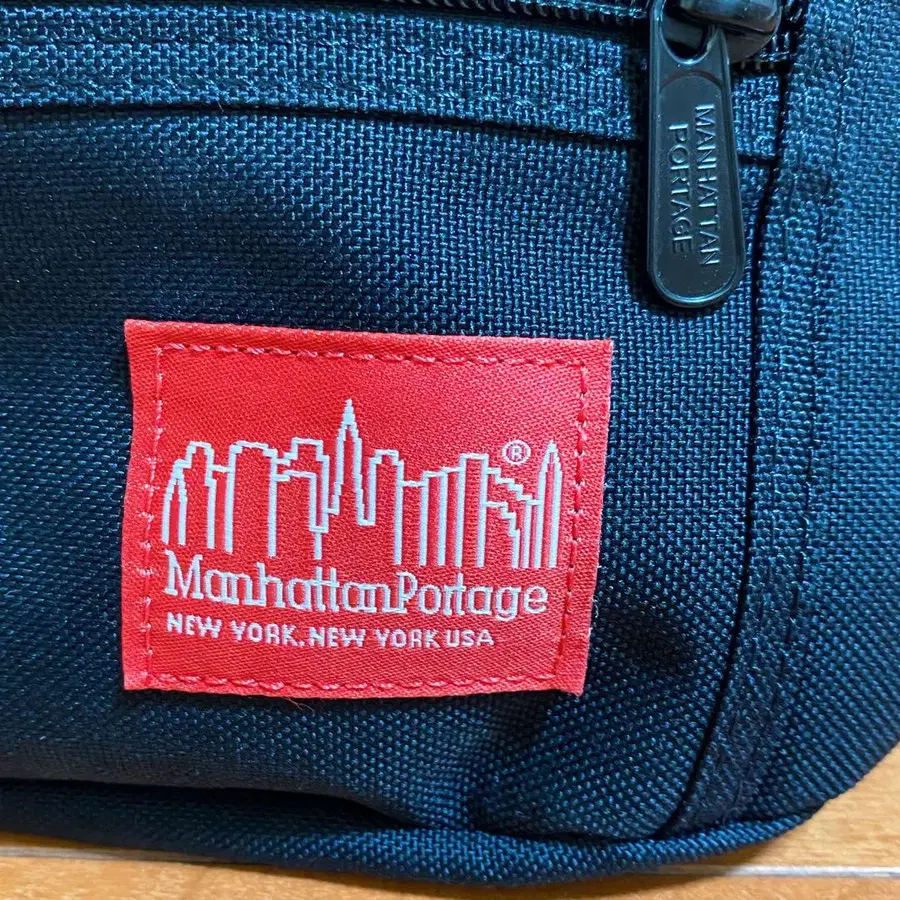 MANHATTAN
PORTAGE
®
ManhattanPortage
NEW YORK, NEW YORK USA